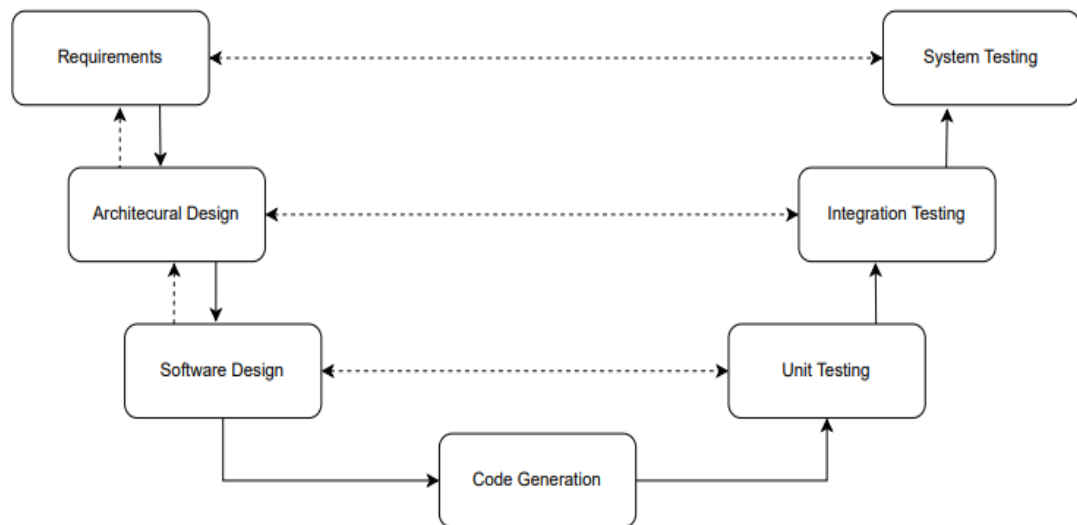 Requirements
System Testing
Architecural Design
Integration Testing
Software Design
Unit Testing
Code Generation